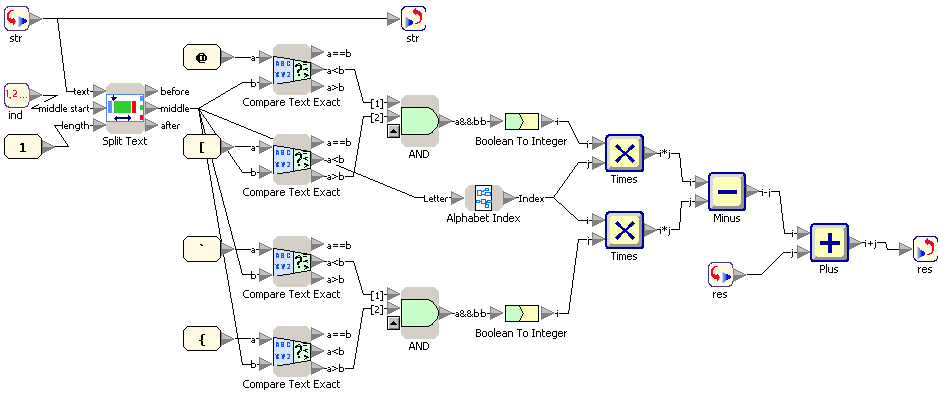 str
str
@
a
b
a==b
a<b
a>b
Compare Text Exact
1,2...
ind
1
text
middle start
length
before
middle
after
Split Text
[1]
[2]
a&&b
b
i
AND
Boolean To Integer
[
a
b
a==b
a<b
a>b
Compare Text Exact
Letter
Index
Alphabet Index
i
j
i*j
Times
i
j
i*j
Times
i
j
i-j
Minus
i
j
i+j
Plus
res
res
`
a
b
a==b
a<b
a>b
Compare Text Exact
[1]
[2]
a&&b
b
i
AND
Boolean To Integer
{
a
b
a==b
a<b
a>b
Compare Text Exact